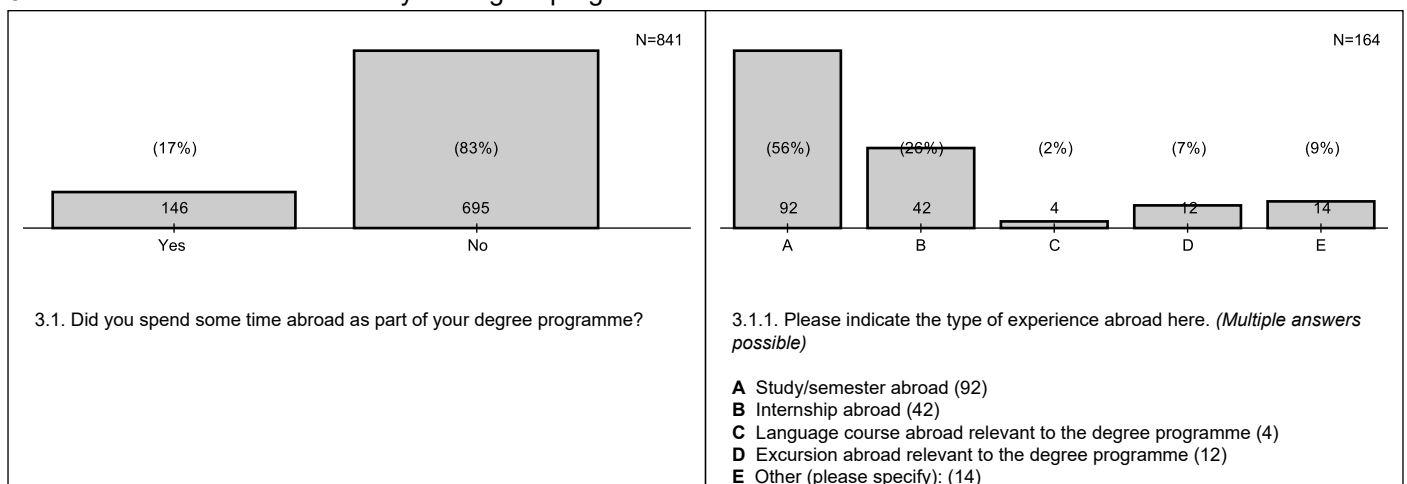 N=841
(17%)
(83%)
146
695
Yes
No
3.1. Did you spend some time abroad as part of your degree programme?
N=164
(56%)
(26%)
(2%)
(7%)
(9%)
92
42
4
12
14
A
B
C
D
E
3.1.1. Please indicate the type of experience abroad here. (Multiple answers
possible)
A Study/semester abroad (92)
B Internship abroad (42)
C Language course abroad relevant to the degree programme (4)
D Excursion abroad relevant to the degree programme (12)
E Other (please specify): (14)